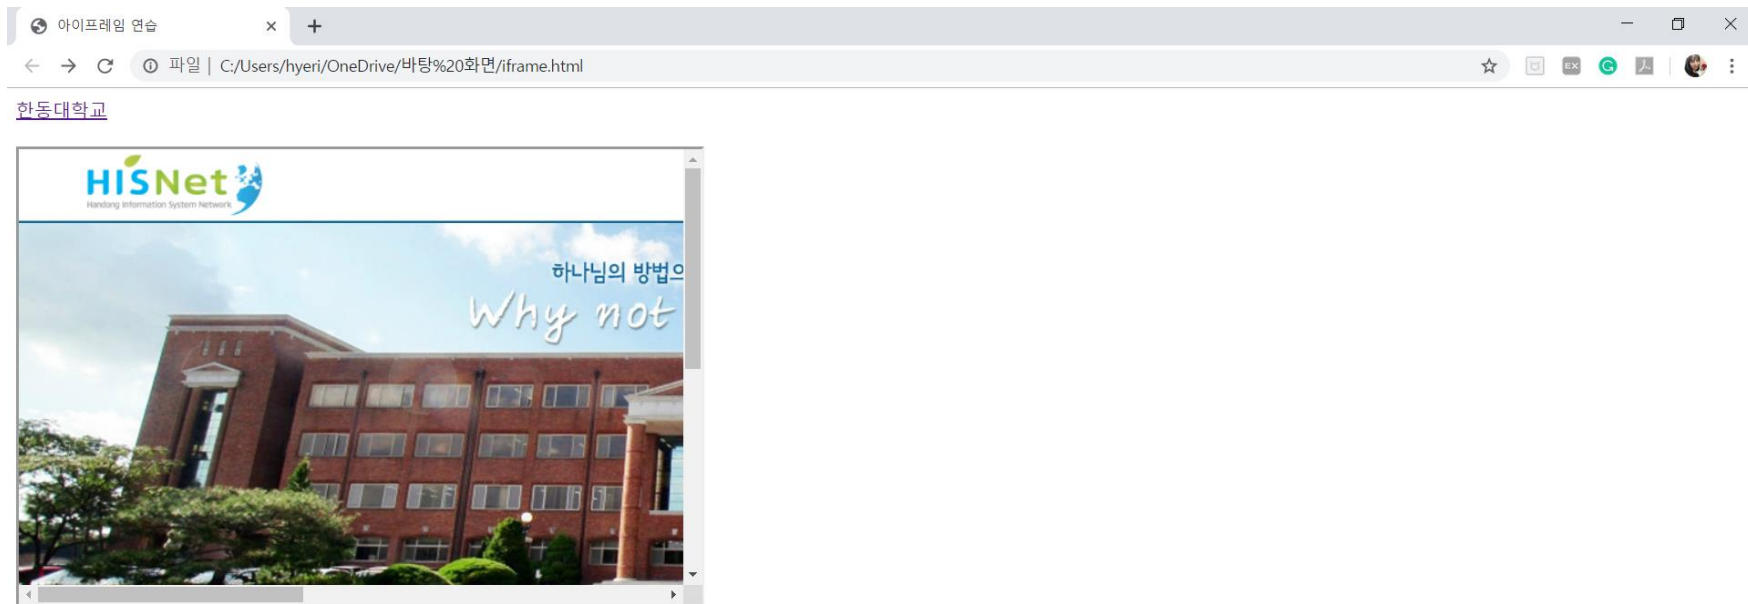 아이프레임 연습
파일 | C:/Users/hyeri/OneDrive/바탕%20화면/iframe.html
EX
G
한동대학교
HISNet
Handong Information System Network
하나님의 방법으
Why not